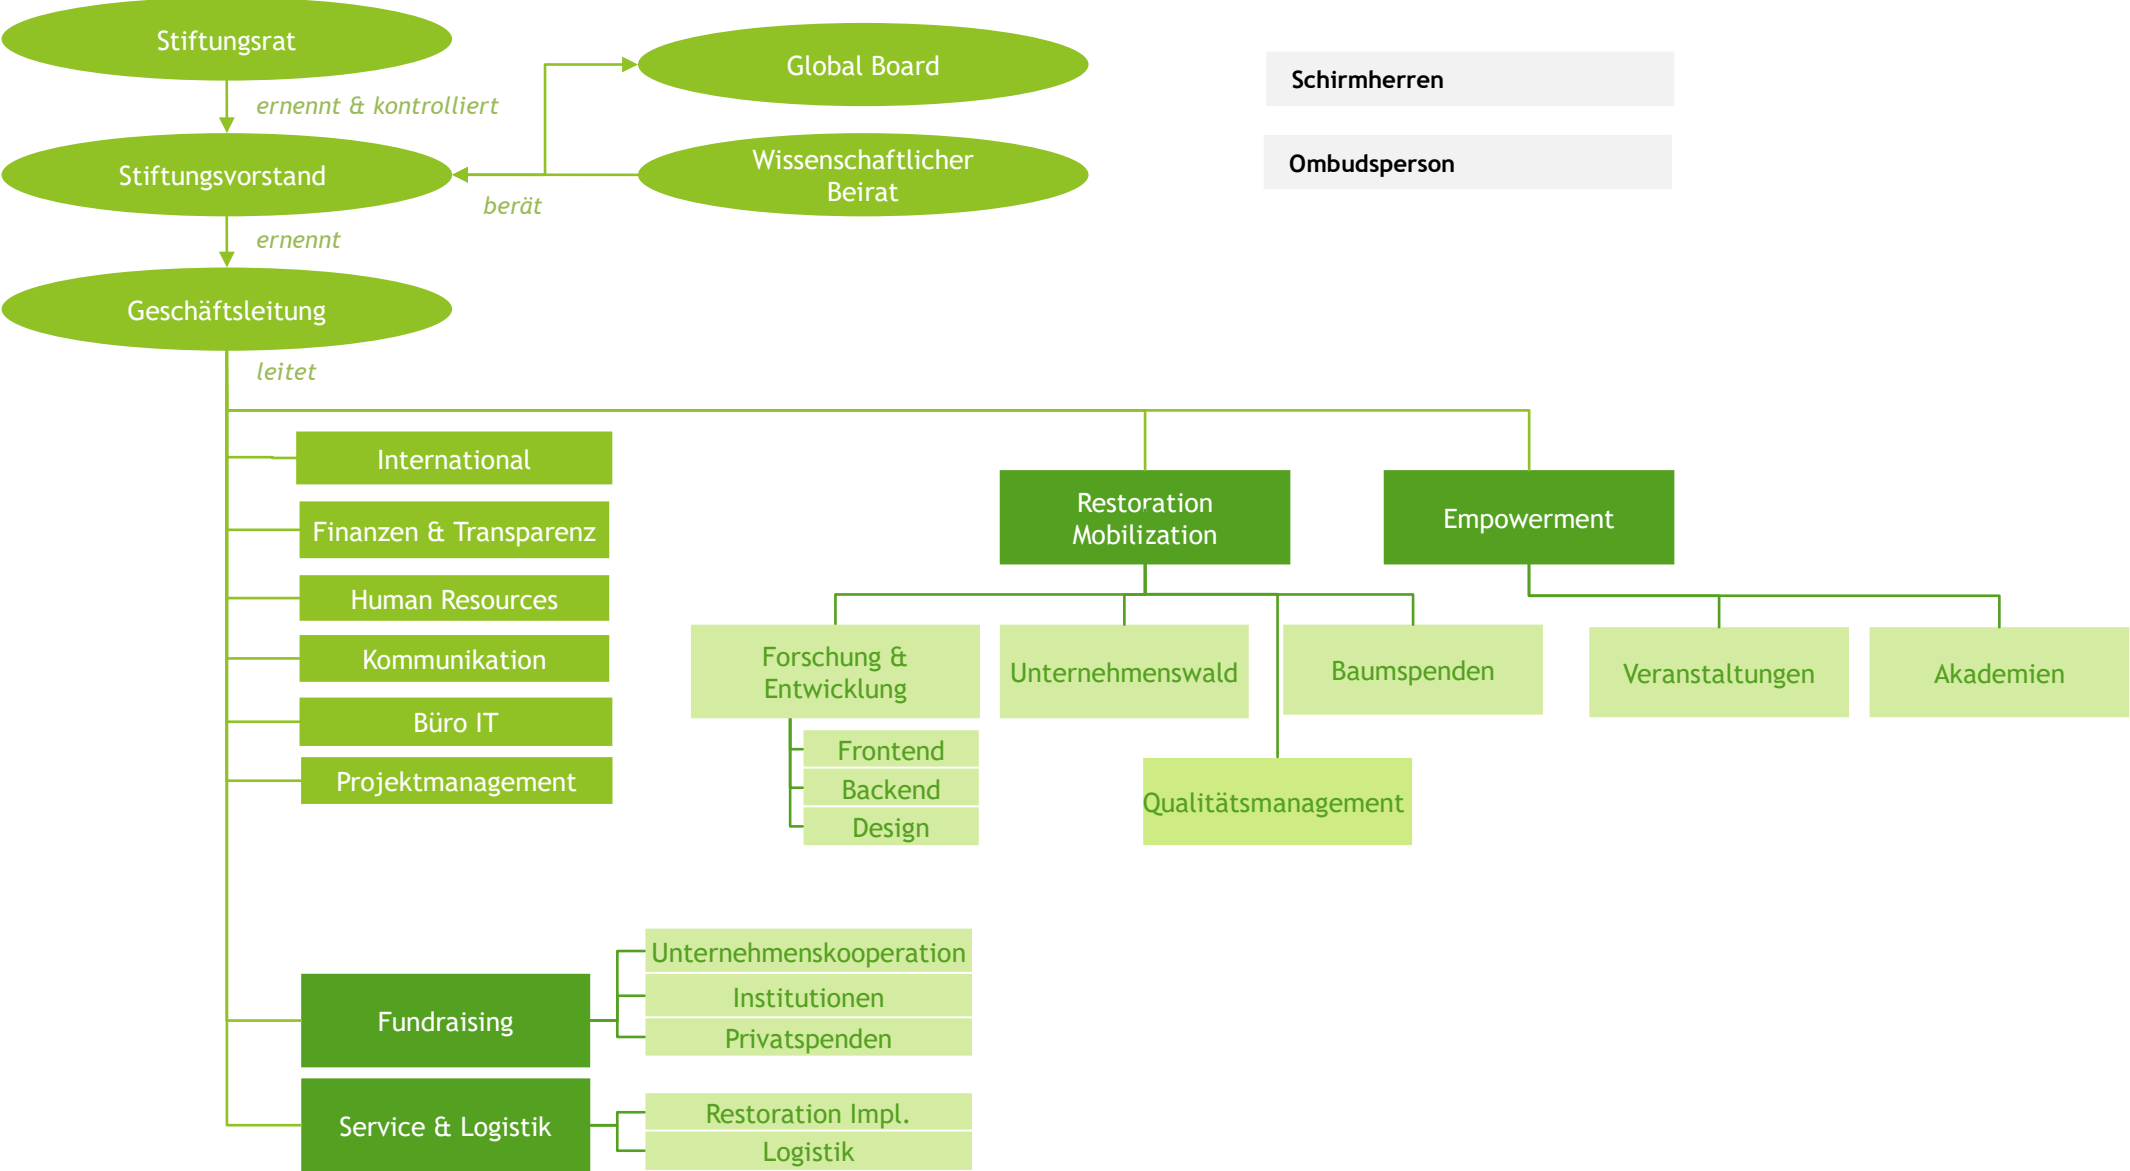 Stiftungsrat
Global Board
Schirmherren
ernennt & kontrolliert
Stiftungsvorstand
Wissenschaftlicher
Beirat
Ombudsperson
berät
ernennt
Geschäftsleitung
leitet
International
Finanzen & Transparenz
Human Resources
Kommunikation
Büro IT
Projektmanagement
Restoration
Mobilization
Empowerment
Forschung &
Entwicklung
Unternehmenswald
Baumspenden
Veranstaltungen
Akademien
Frontend
Backend
Design
Qualitätsmanagement
Fundraising
Unternehmenskooperation
Institutionen
Privatspenden
Service & Logistik
Restoration Impl.
Logistik